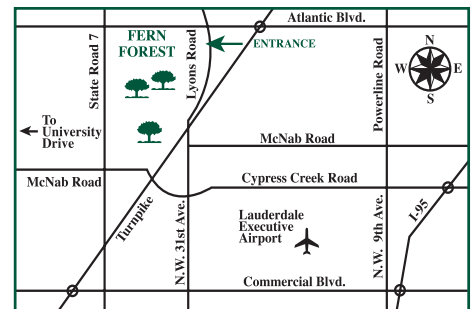 Atlantic Blvd.
FERN
FOREST
ENTRANCE
State Road 7
Lyons Road
Powerline Road
N
W
E
S
To
University
Drive
McNab Road
McNab Road
Cypress Creek Road
Turnpike
N.W. 31st Ave.
Lauderdale
Executive
Airport
N.W. 9th Ave.
I-95
Commercial Blvd.